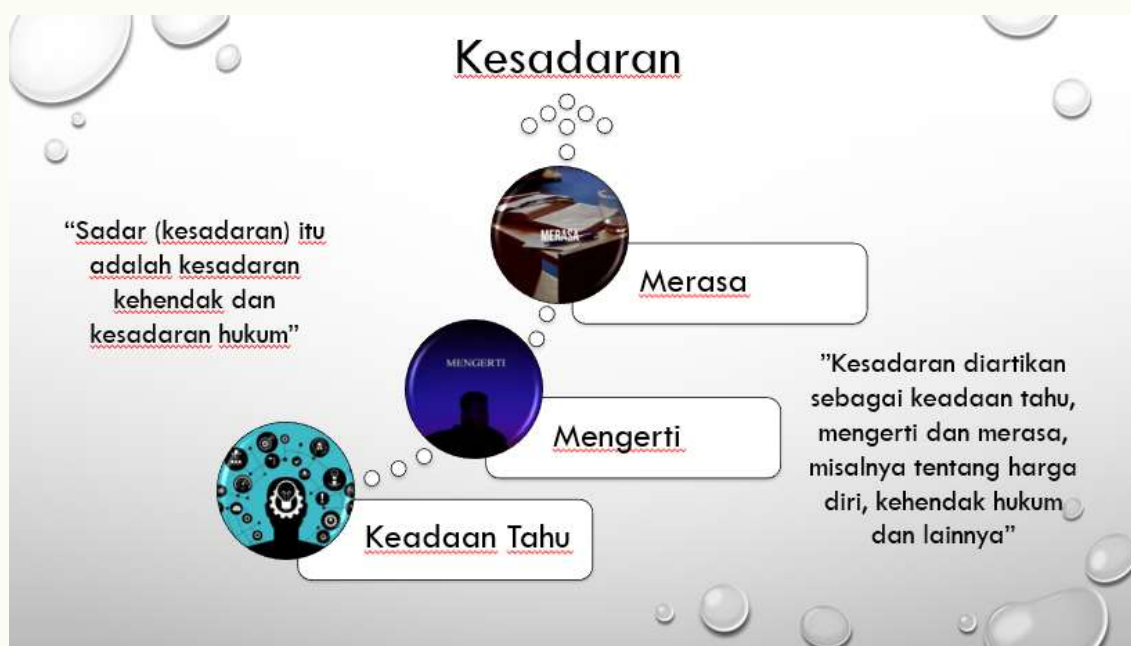 Kesadaran
“Sadar (kesadaran) itu
adalah kesadaran
kehendak dan
kesadaran hukum”
MERASA
Merasa
MENGERTI
Mengerti
Keadaan Tahu
”Kesadaran diartikan
sebagai keadaan tahu,
mengerti dan merasa,
misalnya tentang harga
diri, kehendak hukum
dan lainnya”